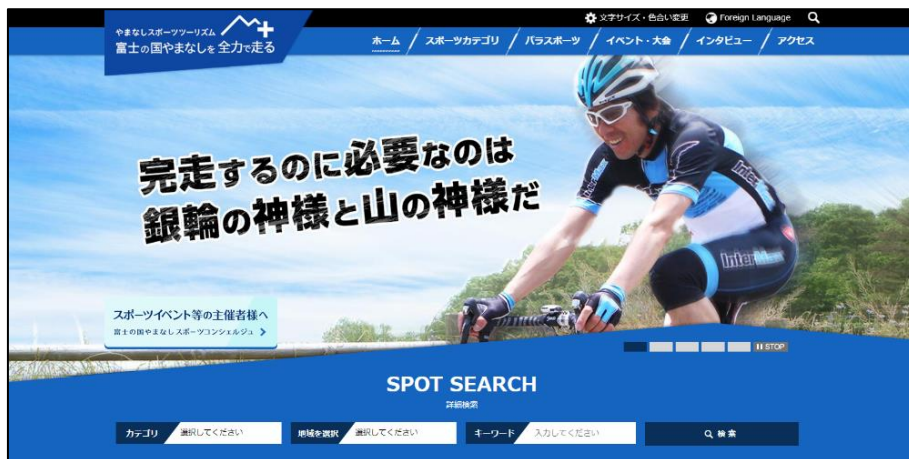 やまなしスポーツツーリズム
富士の国やまなしを全力で走る
文字サイズ・色合い変更
Foreign Language
ホーム
スポーツカテゴリ
パラスポーツ
イベント・大会
インタビュー
アクセス
完走するのに必要なのは
銀輪の神様と山の神様だ
InterMax
スポーツイベント等の主催者様へ
富士の国やまなしスポーツコンシェルジュ
STOP
SPOT SEARCH
詳細検索
カテゴリ
選択してください
地域を選択
選択してください
キーワード
入力してください
検索